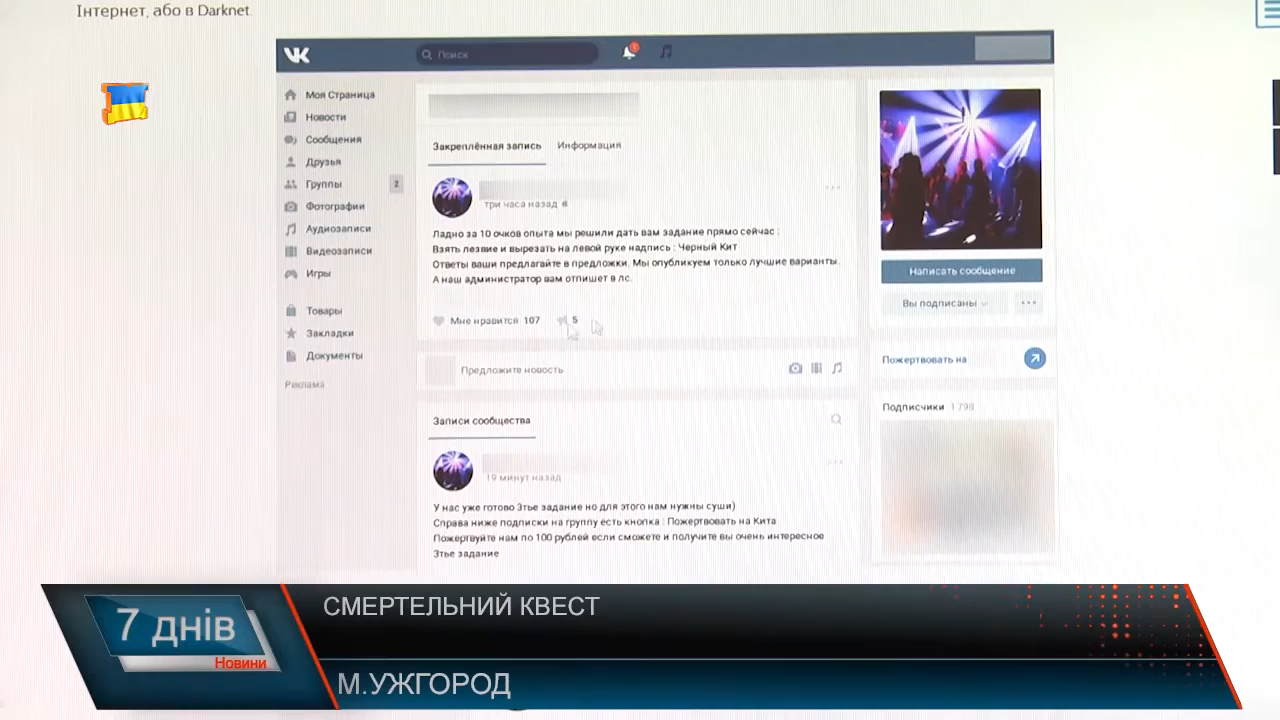 Інтернет, або в Darknet.
Поиск
Моя Страница
Новости
Сообщения
Друзья
Группы 2
Фотографии
Аудиозаписи
Видеозаписи
Игры
Товары
Закладки
Документы
Реклама
Закреплённая запись Информация
три часа назад
Ладно за 10 очков опыта мы решили дать вам задание прямо сейчас :
Взять лезвие и вырезать на левой руке надпись : Черный Кит
Ответы ваши предлагайте в предложки. Мы опубликуем только лучшие варианты.
А наш администратор вам отпишет в лс.
Мне нравится 107 5
Предложите новость
Записи сообщества
19 минут назад
У нас уже готово 3тье задание но для этого нам нужны суши)
Справа ниже подписки на группу есть кнопка : Пожертвовать на Кита
Пожертвуйте нам по 100 рублей если сможете и получите вы очень интересное
3тье задание
Написать сообщение
Вы подписаны
Пожертвовать на
Подписчики 1 798
7 днів
Новини
СМЕРТЕЛЬНИЙ КВЕСТ
М.УЖГОРОД